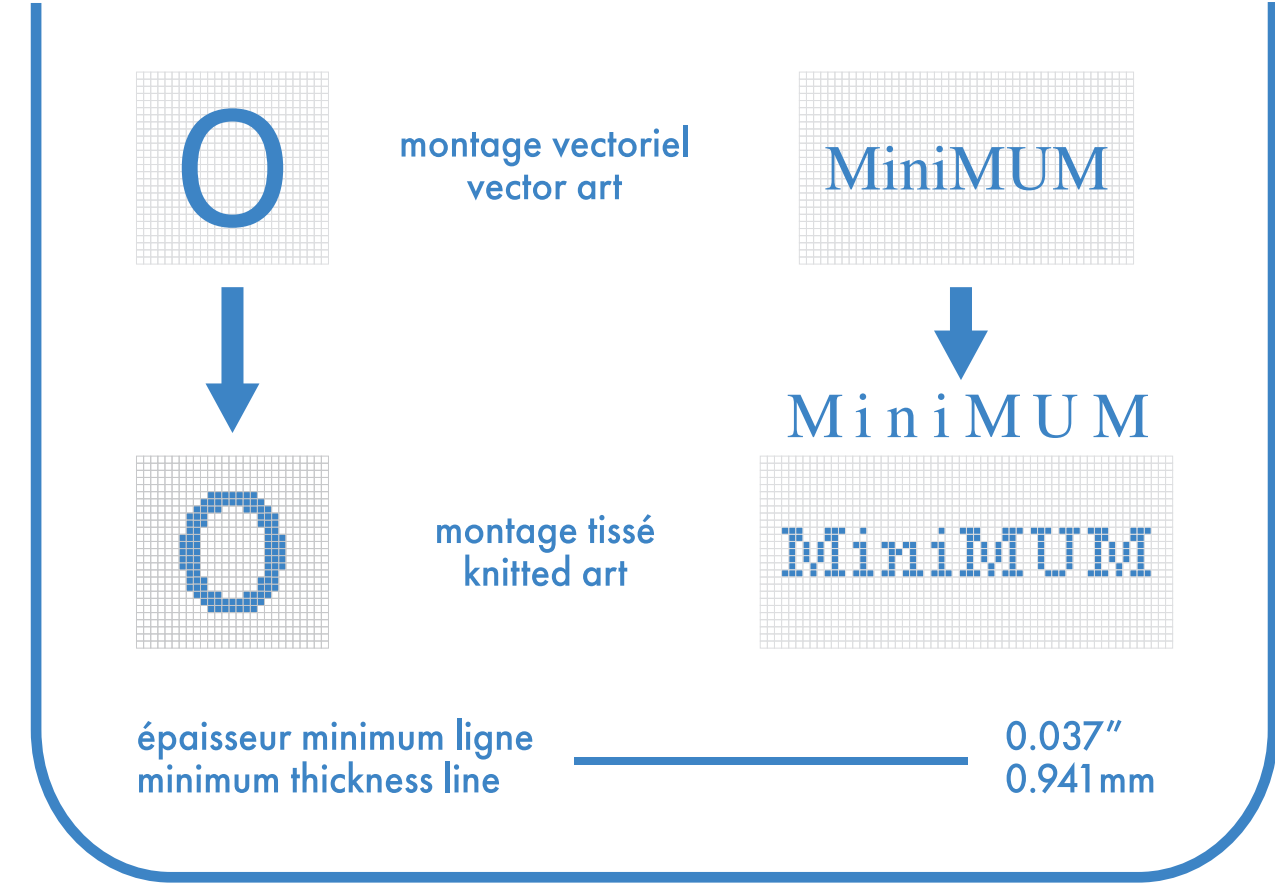 O
montage vectoriel
vector art
MiniMUM
MiniMUM
O
montage tissé
knitted art
MiniMUM
épaisseur minimum ligne
minimum thickness line
0.037"
0.941mm